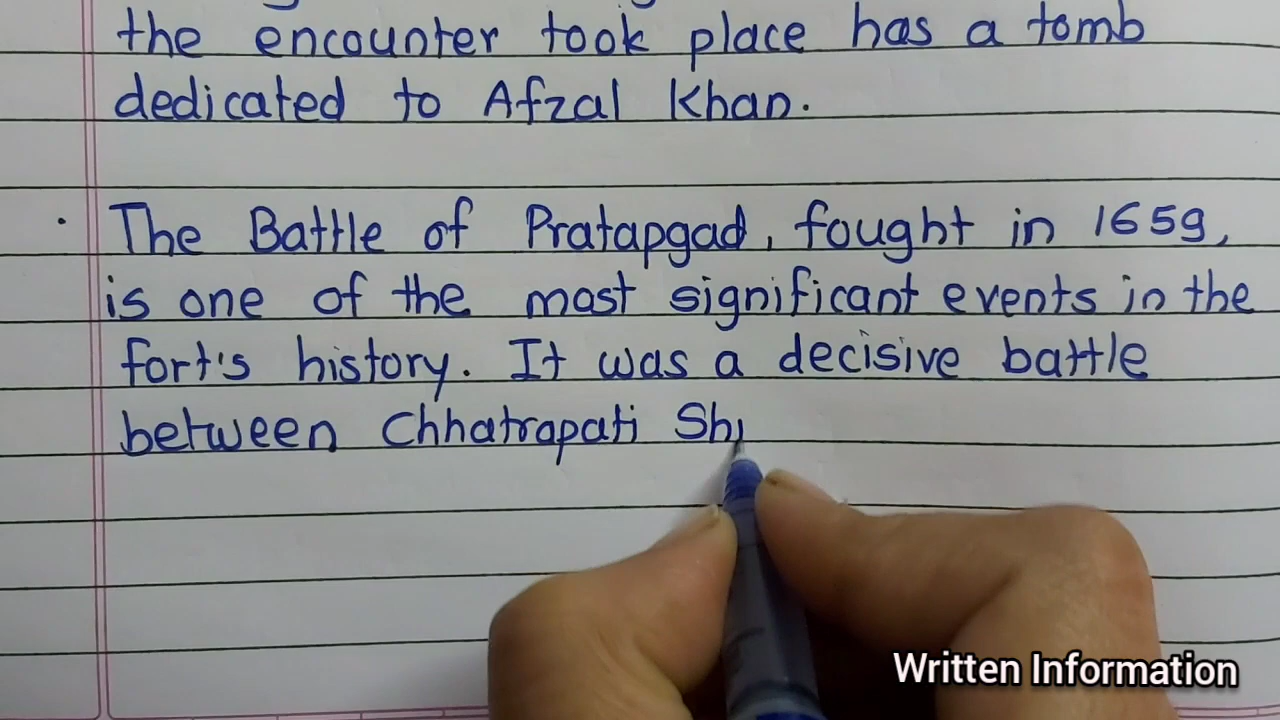 the encounter took place has a tomb
dedicated to Afzal Khan.
· The Battle of Pratapgad, fought in 1659,
is one of the most significant events in the
fort's history. It was a decisive battle
between Chhatrapati Shi
Written Information